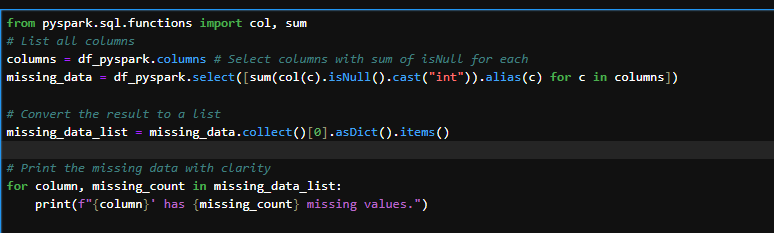 from pyspark.sql.functions import col, sum
# List all columns
columns = df_pyspark.columns # Select columns with sum of isNull for each
missing_data = df_pyspark.select([sum(col(c).isNull().cast("int")).alias(c) for c in columns])
# Convert the result to a list
missing_data_list = missing_data.collect()[0].asDict().items()
# Print the missing data with clarity
for column, missing_count in missing_data_list:
    print(f"{column}' has {missing_count} missing values.")